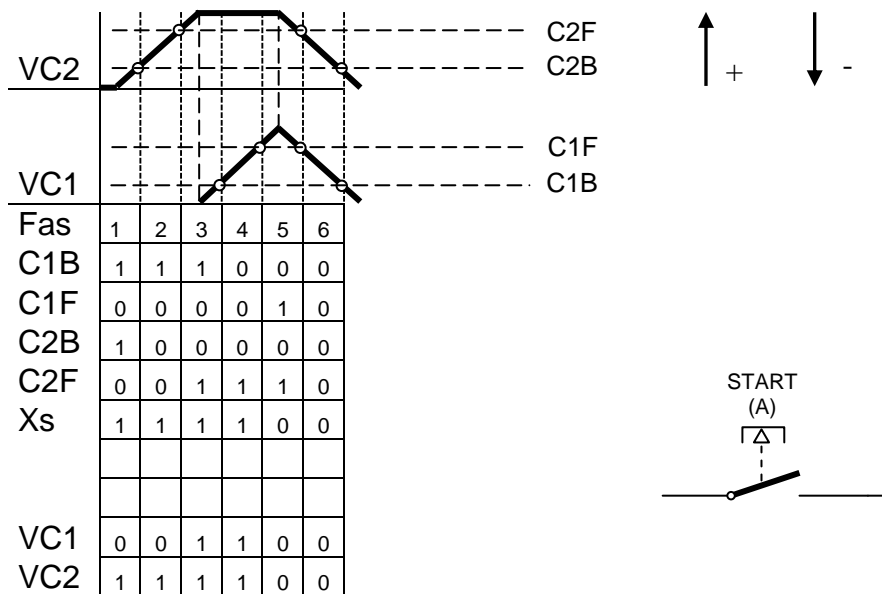 C2F
VC2
C2B
+
-
C1F
VC1
C1B
Fas 1 2 3 4 5 6
C1B 1 1 1 0 0 0
C1F 0 0 0 0 1 0
C2B 1 0 0 0 0 0
C2F 0 0 1 1 1 0
Xs 1 1 1 1 0 0
START
(A)
VC1 0 0 1 1 0 0
VC2 1 1 1 1 0 0